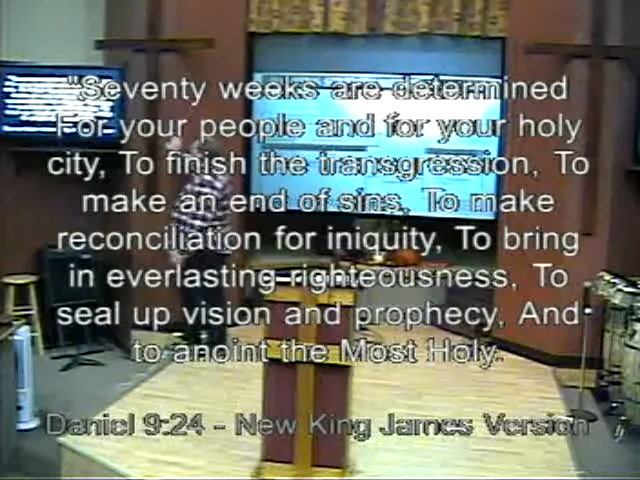 "Seventy weeks are determined
For your people and for your holy
city, To finish the transgression, To
make an end of sins, To make
reconciliation for iniquity, To bring
in everlasting righteousness, To
seal up vision and prophecy, And
to anoint the Most Holy.
Daniel 9:24 - New King James Version